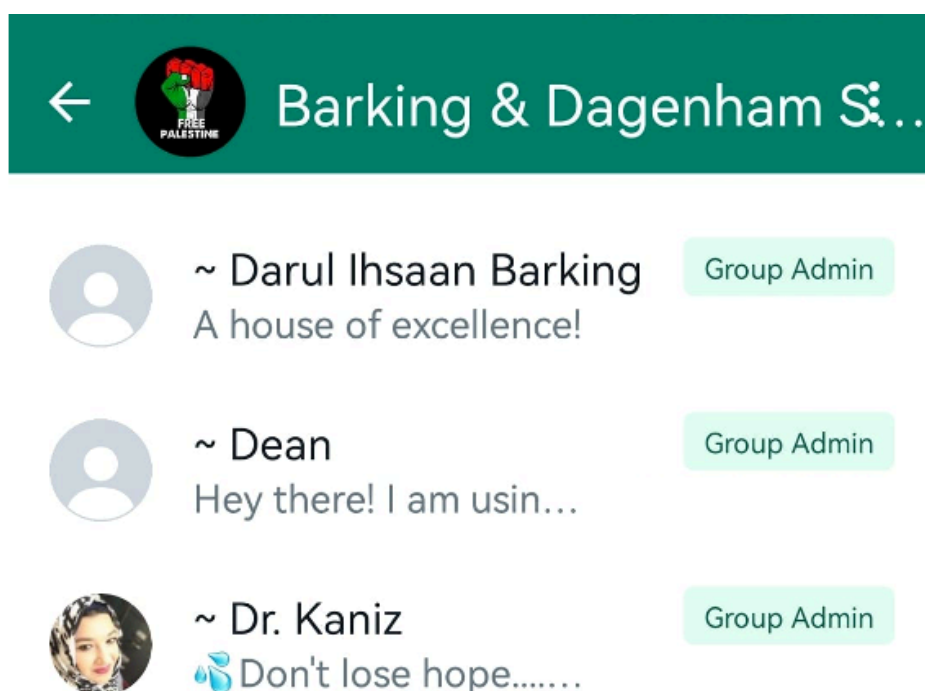 FREE
PALESTINE
Barking & Dagenham S...
~ Darul Ihsaan Barking
Group Admin
A house of excellence!
~ Dean
Group Admin
Hey there! I am usin...
~ Dr. Kaniz
Group Admin
💦Don't lose hope.......